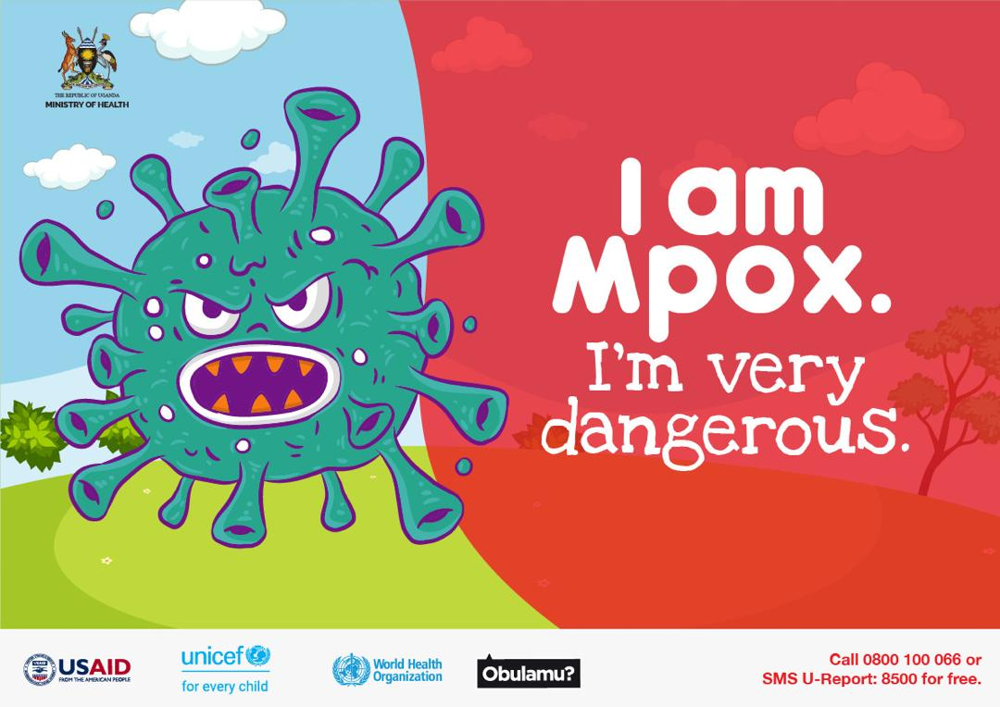 THE REPUBLIC OF UGANDA
MINISTRY OF HEALTH
I am
Mpox.
I'm very
dangerous.
USAID
FROM THE AMERICAN PEOPLE
unicef
for every child
World Health
Organization
Obulamu?
Call 0800 100 066 or
SMS U-Report: 8500 for free.